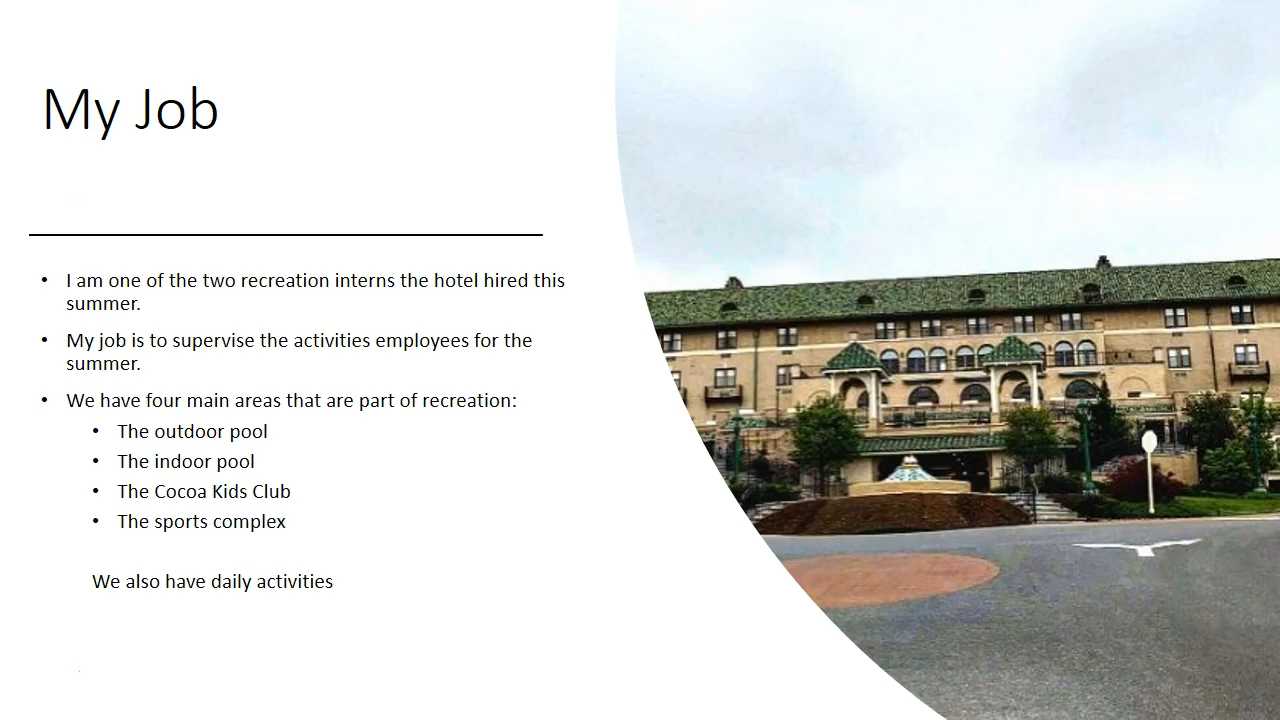 My Job
• I am one of the two recreation interns the hotel hired this
summer.
• My job is to supervise the activities employees for the
summer.
• We have four main areas that are part of recreation:
• The outdoor pool
• The indoor pool
• The Cocoa Kids Club
• The sports complex
We also have daily activities